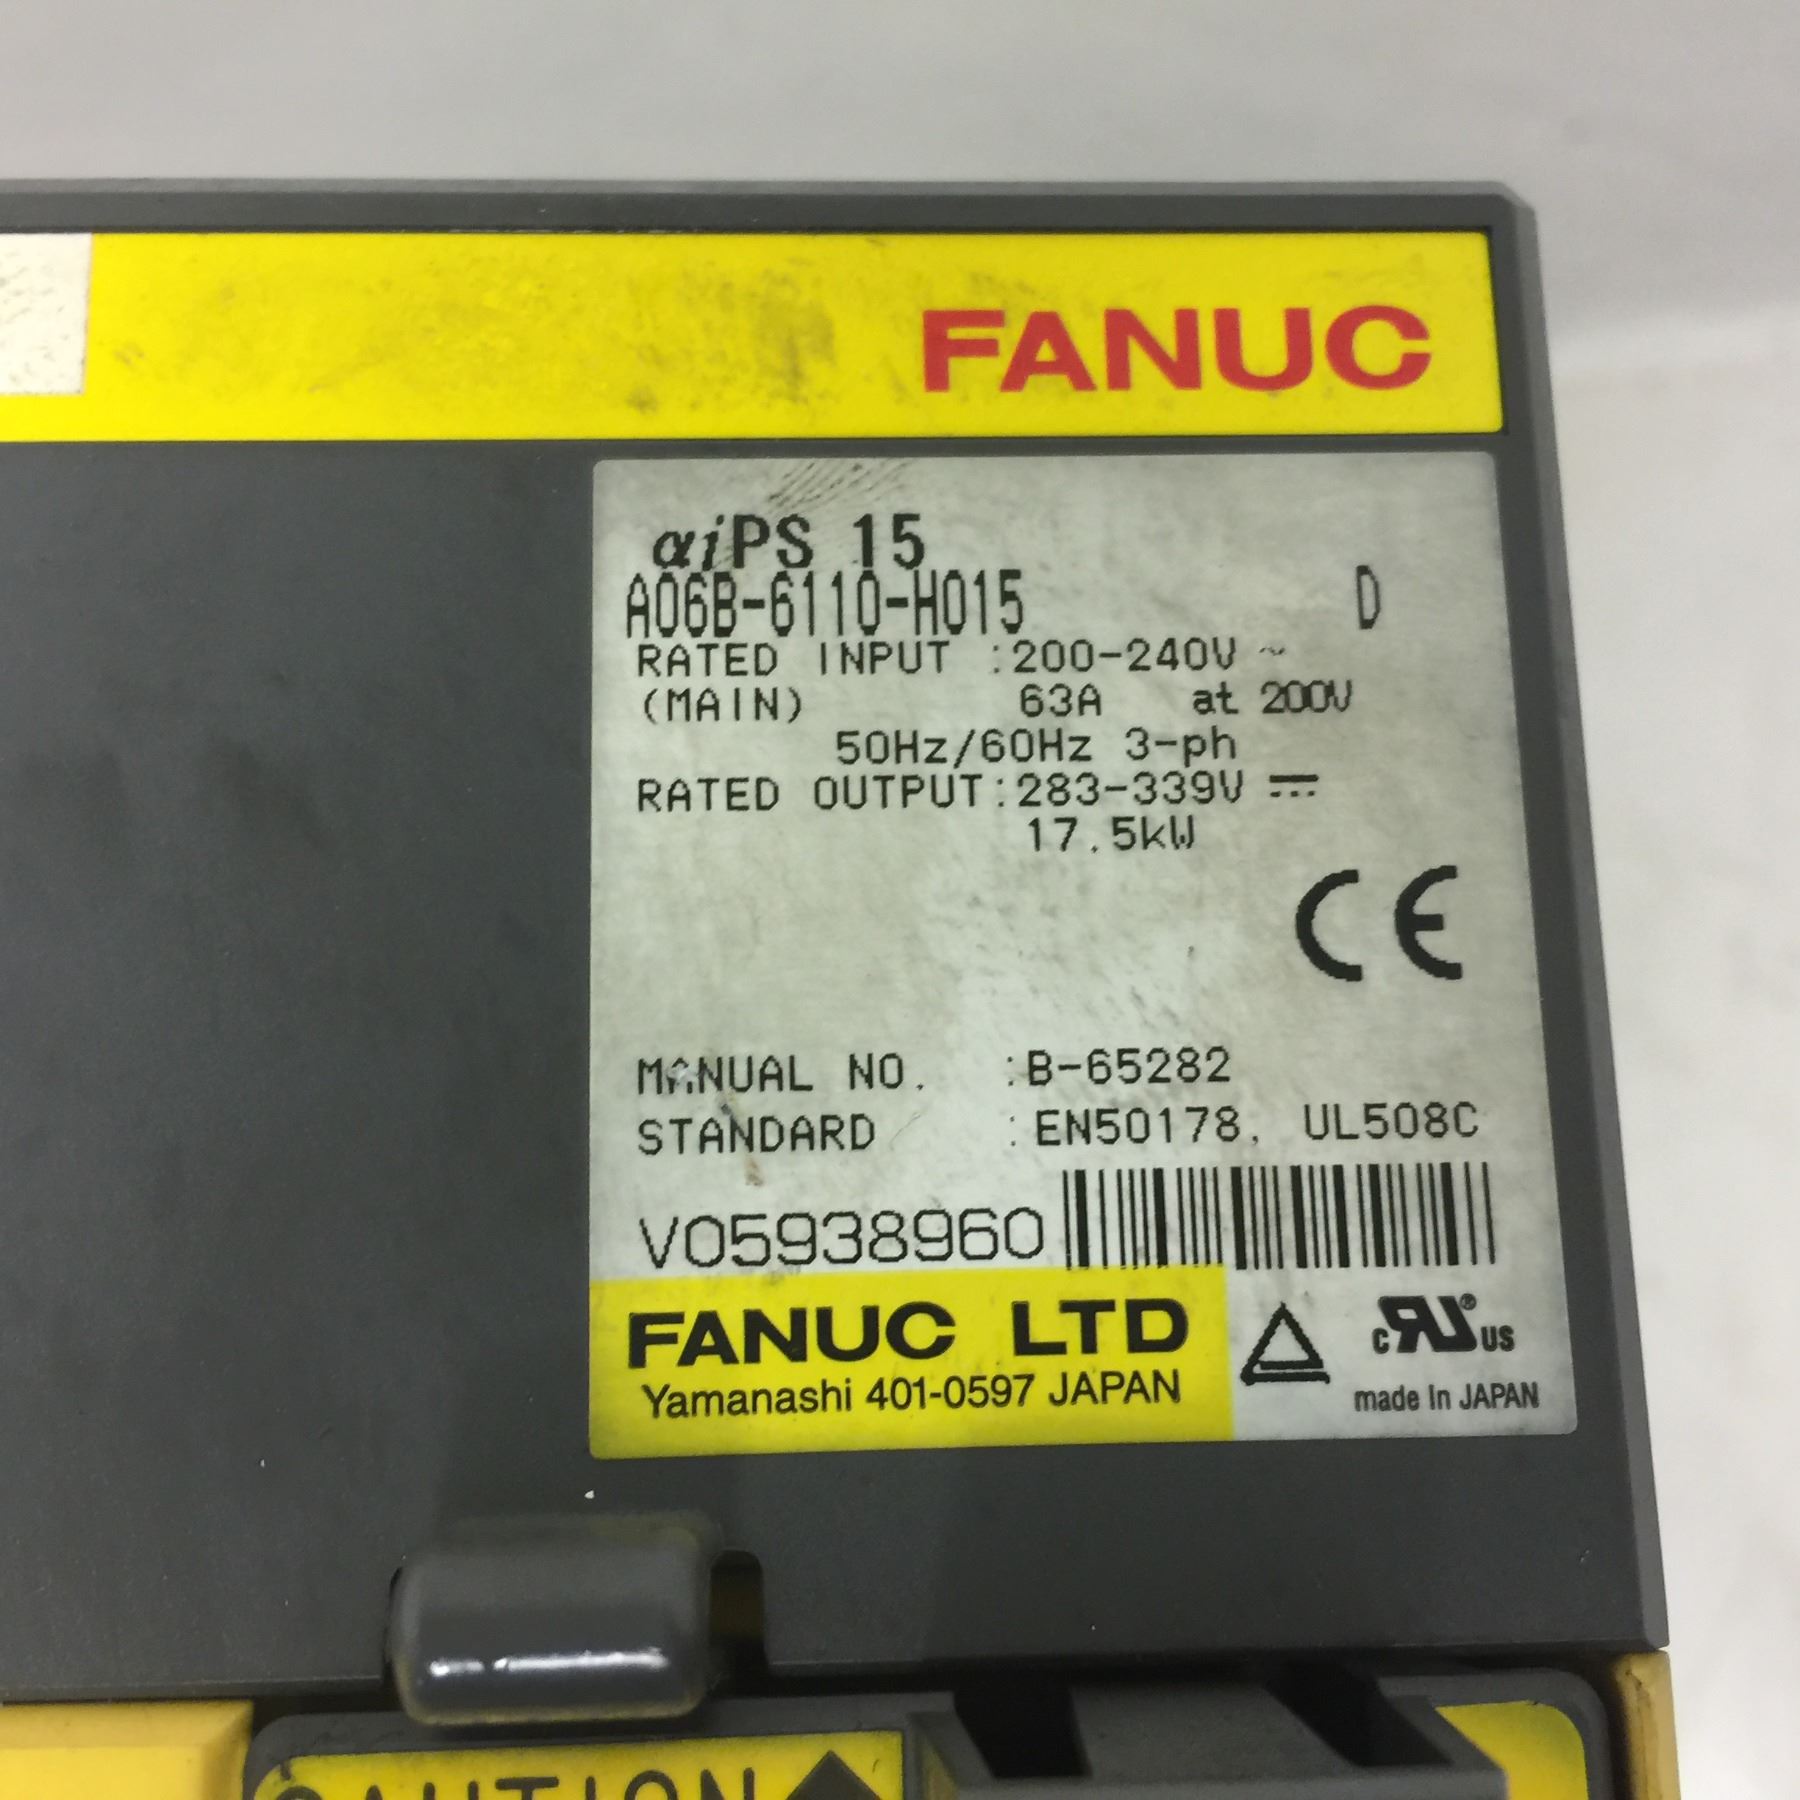 FANUC
αiPS 15
A06B-6110-H015 D
RATED INPUT :200-240V ~
(MAIN) 63A at 200V
50Hz/60Hz 3-ph
RATED OUTPUT:283-339V ⎓
17.5kW
CE
MANUAL NO. :B-65282
STANDARD :EN50178, UL508C
V05938960
FANUC LTD
Yamanashi 401-0597 JAPAN
c RU ® US
made in JAPAN
CAUTION